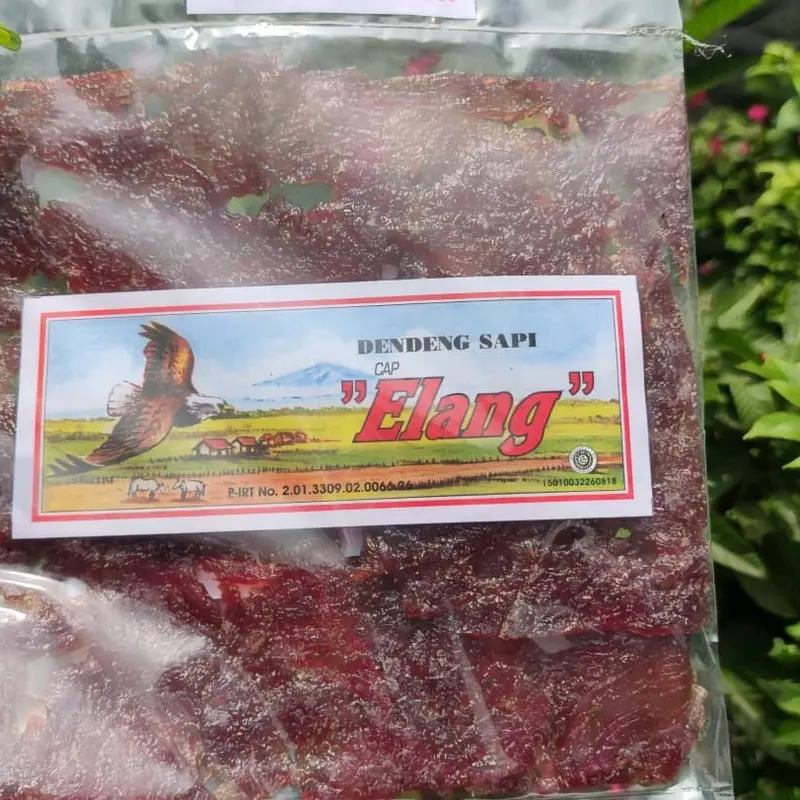 DENDENG SAPI
CAP
"Elang"
P-IRT No. 2.01.3309.02.0066.26
15010032260818